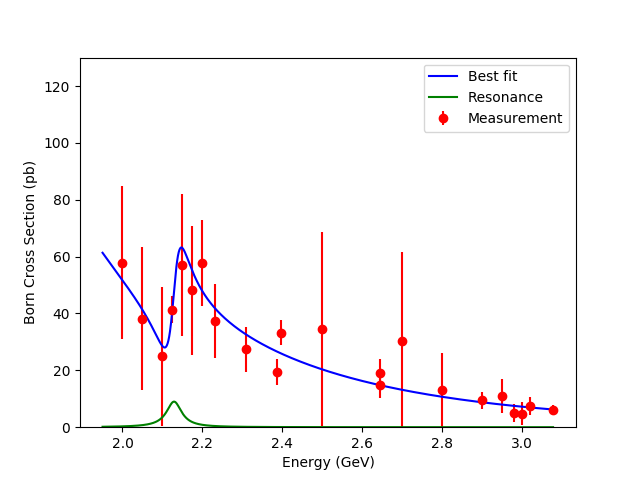 Best fit
Resonance
Measurement
120
100
80
60
40
20
0
Born Cross Section (pb)
2.0 2.2 2.4 2.6 2.8 3.0
Energy (GeV)